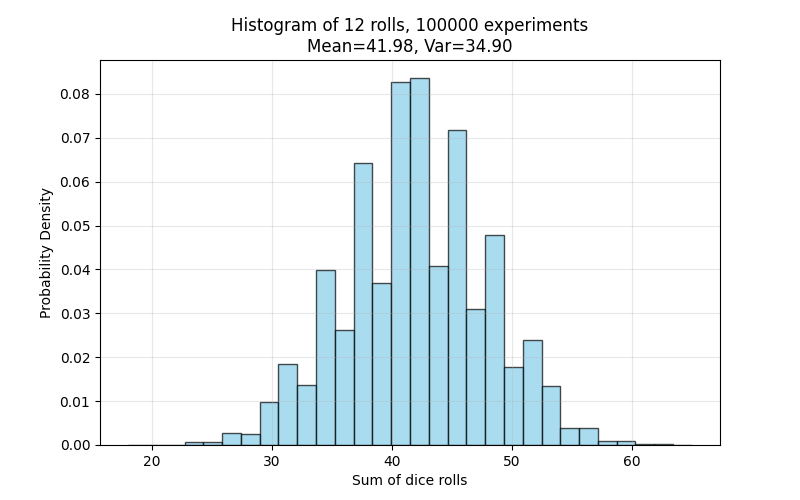 Histogram of 12 rolls, 100000 experiments
Mean=41.98, Var=34.90
Probability Density
0.08
0.07
0.06
0.05
0.04
0.03
0.02
0.01
0.00
20 30 40 50 60
Sum of dice rolls